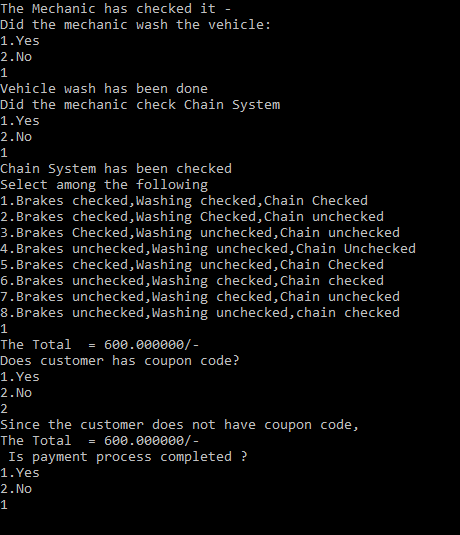 The Mechanic has checked it -
Did the mechanic wash the vehicle:
1.Yes
2.No
1
Vehicle wash has been done
Did the mechanic check Chain System
1.Yes
2.No
1
Chain System has been checked
Select among the following
1.Brakes checked,Washing checked,Chain Checked
2.Brakes checked,Washing Checked,Chain unchecked
3.Brakes Checked,Washing unchecked,Chain unchecked
4.Brakes unchecked,Washing unchecked,Chain Unchecked
5.Brakes checked,Washing unchecked,Chain Checked
6.Brakes unchecked,Washing checked,Chain checked
7.Brakes unchecked,Washing checked,Chain unchecked
8.Brakes unchecked,Washing unchecked,chain checked
1
The Total  = 600.000000/-
Does customer has coupon code?
1.Yes
2.No
2
Since the customer does not have coupon code,
The Total  = 600.000000/-
 Is payment process completed ?
1.Yes
2.No
1